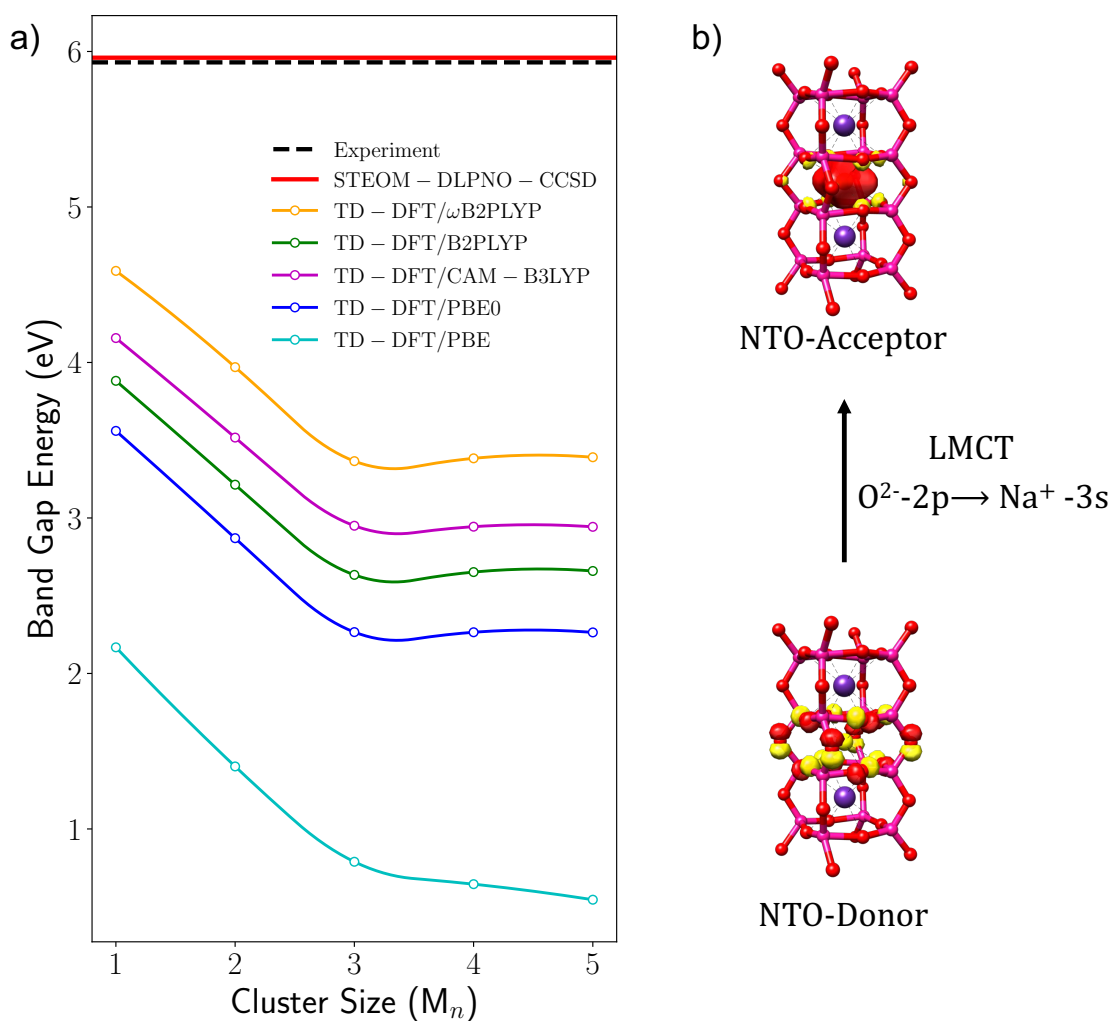 a)
6
5
4
3
2
1
Band Gap Energy (eV)
Experiment
STEOM − DLPNO − CCSD
TD − DFT/ωB2PLYP
TD − DFT/B2PLYP
TD − DFT/CAM − B3LYP
TD − DFT/PBE0
TD − DFT/PBE
1 2 3 4 5
Cluster Size (Mₙ)
b)
NTO-Acceptor
LMCT
O²⁻-2p⟶ Na⁺ -3s
NTO-Donor